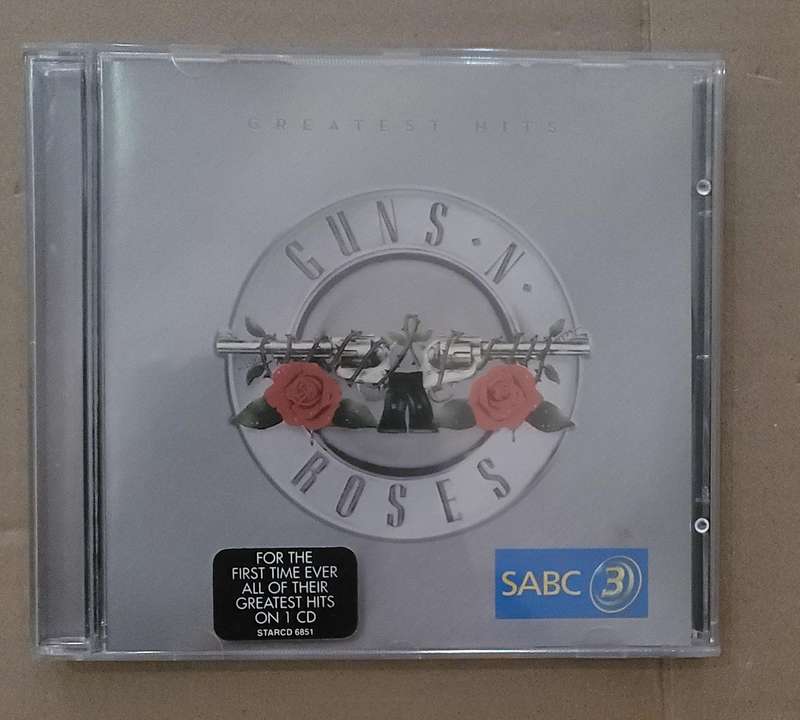 GREATEST HITS
GUNS · N ·
ROSES
FOR THE
FIRST TIME EVER
ALL OF THEIR
GREATEST HITS
ON 1 CD
STARCD 6851
SABC 3